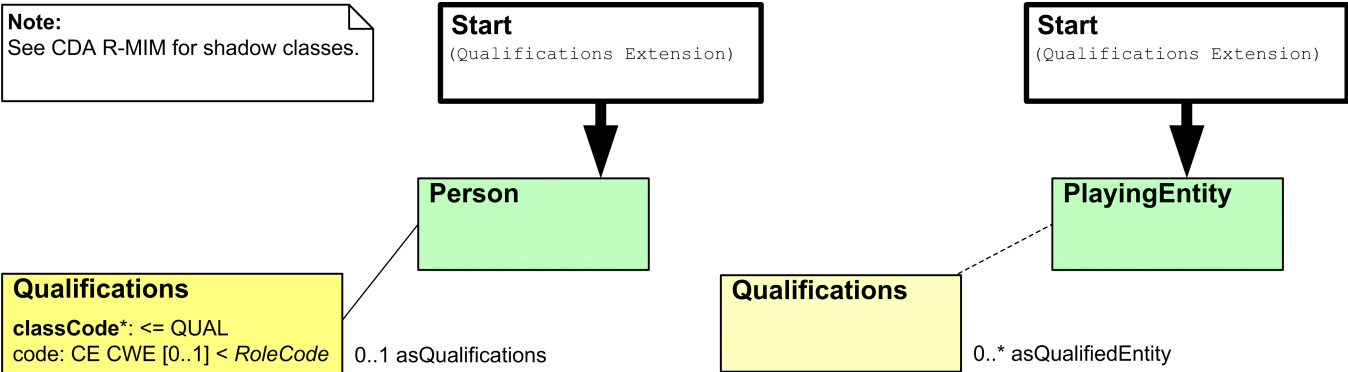 Note:
See CDA R-MIM for shadow classes.
Start
(Qualifications Extension)
Start
(Qualifications Extension)
Person
PlayingEntity
Qualifications
classCode*: <= QUAL
code: CE CWE [0..1] < RoleCode
0..1 asQualifications
Qualifications
0..* asQualifiedEntity